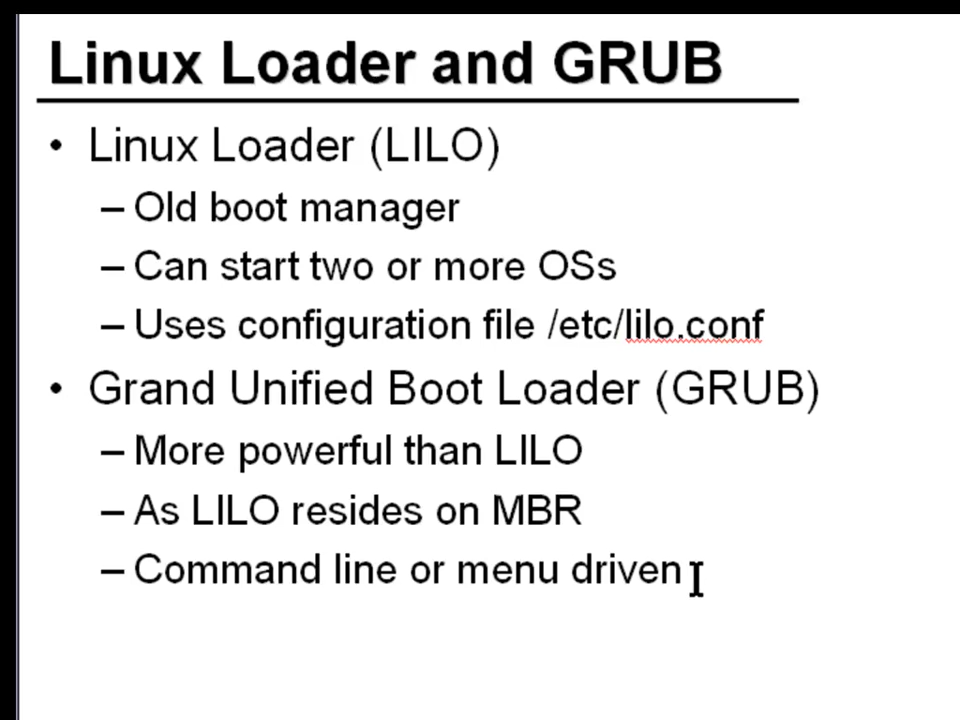 Linux Loader and GRUB
• Linux Loader (LILO)
– Old boot manager
– Can start two or more OSs
– Uses configuration file /etc/lilo.conf
• Grand Unified Boot Loader (GRUB)
– More powerful than LILO
– As LILO resides on MBR
– Command line or menu driven